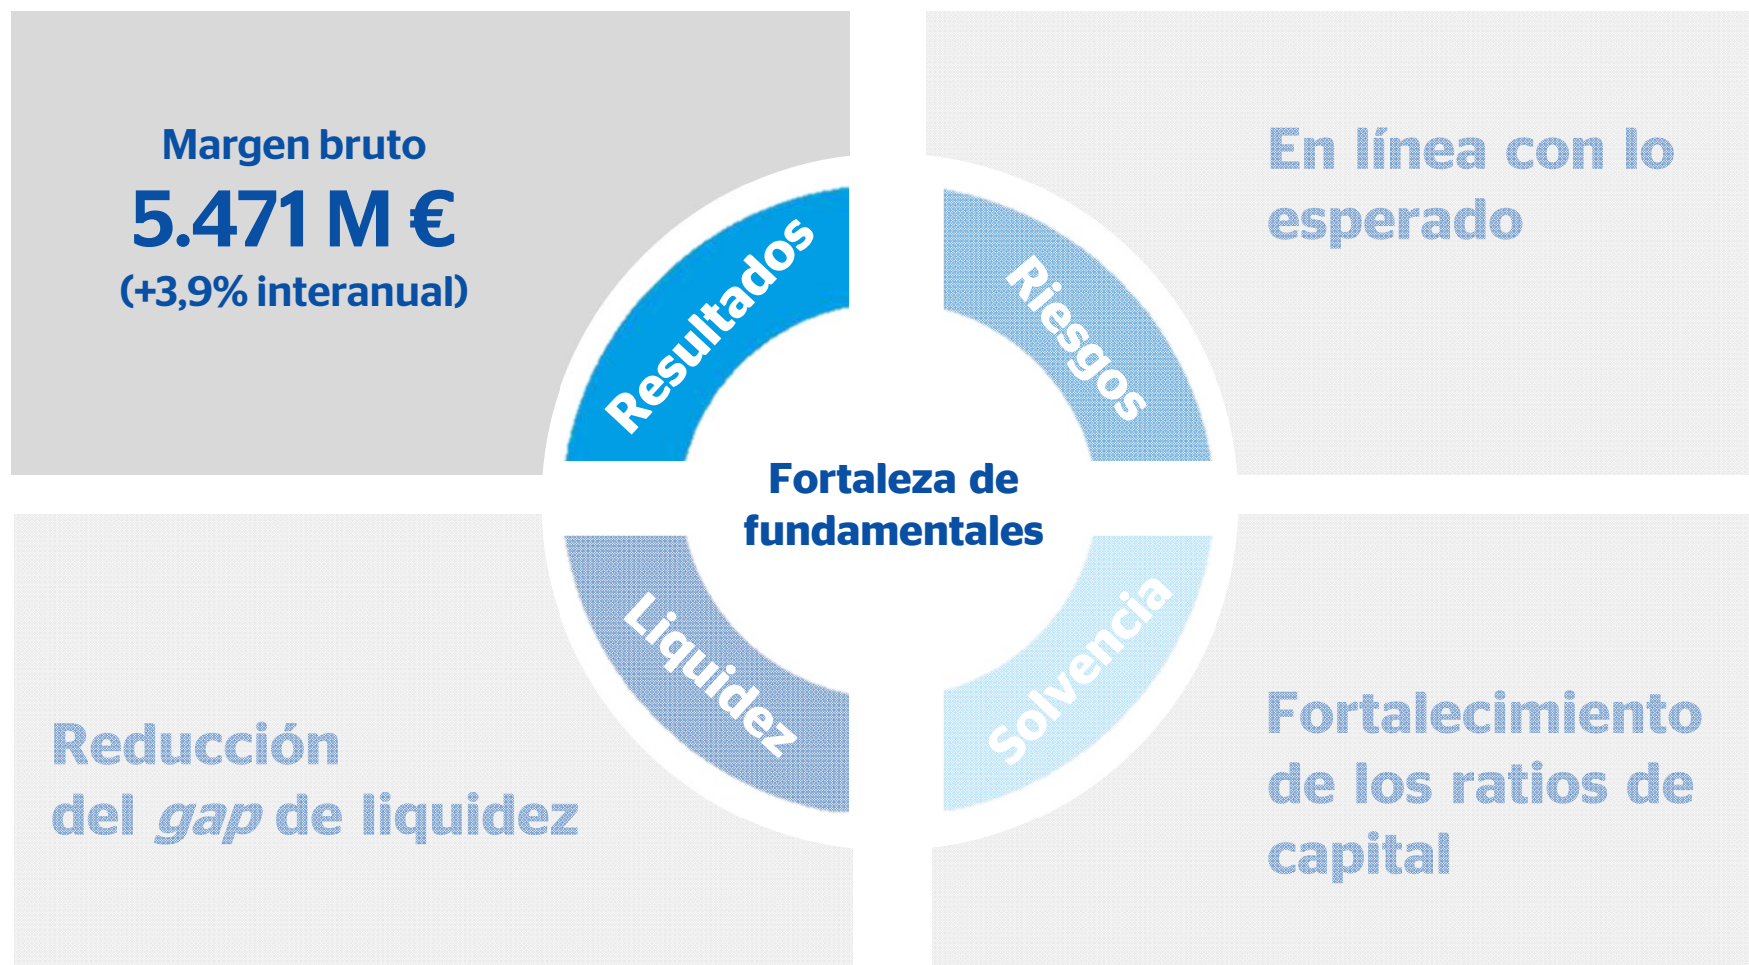 Margen bruto
5.471 M €
(+3,9% interanual)
Resultados
En línea con lo
esperado
Riesgos
Fortaleza de
fundamentales
Reducción
del gap de liquidez
Liquidez
Solvencia
Fortalecimiento
de los ratios de
capital